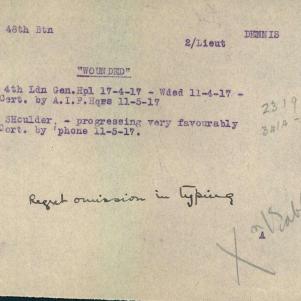 48th Btn DENNIS
2/Lieut
"WOUNDED"
4th Ldn Gen.Hpl 17-4-17 - Wded 11-4-17 -
Cert. by A.I.F.Hqrs 11-5-17
SHoulder, - progressing very favourably
Cert. by 'phone 11-5-17.
2319
Regret omission in typing